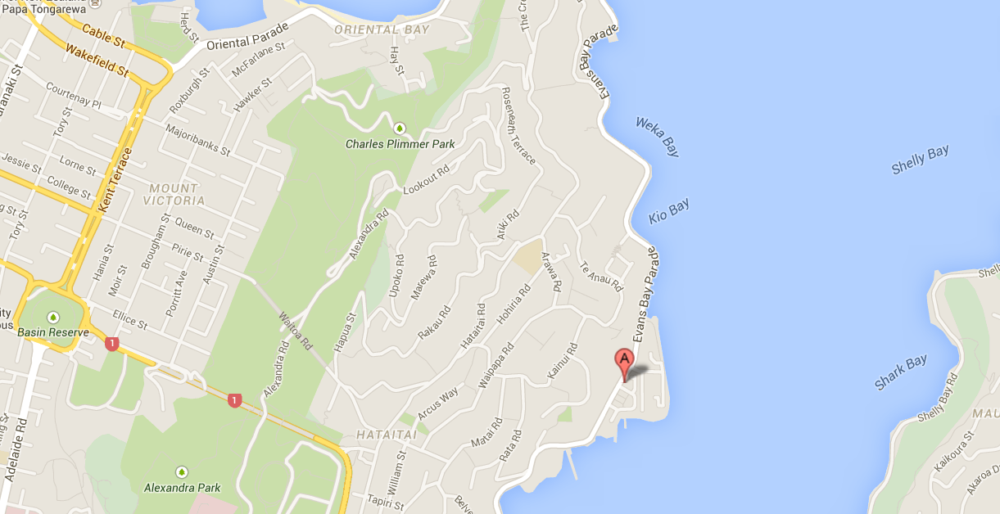 Papa Tongarewa
Cable St
Wakefield St
Herd St
Oriental Parade
ORIENTAL BAY
McFarlane St
Hay St
Evans Bay Parade
Courtenay Pl
Roxburgh St
Hawker St
Tory St
Majoribanks St
Roseneath Terrace
Charles Plimmer Park
Weka Bay
Shelly Bay
Jessie St
Lorne St
College St
Kent Terrace
MOUNT
VICTORIA
Lookout Rd
Kio Bay
Tory St
Queen St
Alexandra Rd
Ariki Rd
Brougham St
Pirie St
Austin St
Hania St
Moir St
Porritt Ave
Upoko Rd
Marewa Rd
Arawa Rd
Te Anau Rd
Evans Bay Parade
Ellice St
Basin Reserve
1
Waitoa Rd
Hapua St
Rakau Rd
Hataitai Rd
Hohiria Rd
Waipapa Rd
Kainui Rd
A
Shark Bay
Alexandra Rd
1
Arcus Way
Shelly Bay Rd
HATAITAI
Matai Rd
Rata Rd
Adelaide Rd
Kaikoura St
William St
Alexandra Park
Tapiri St